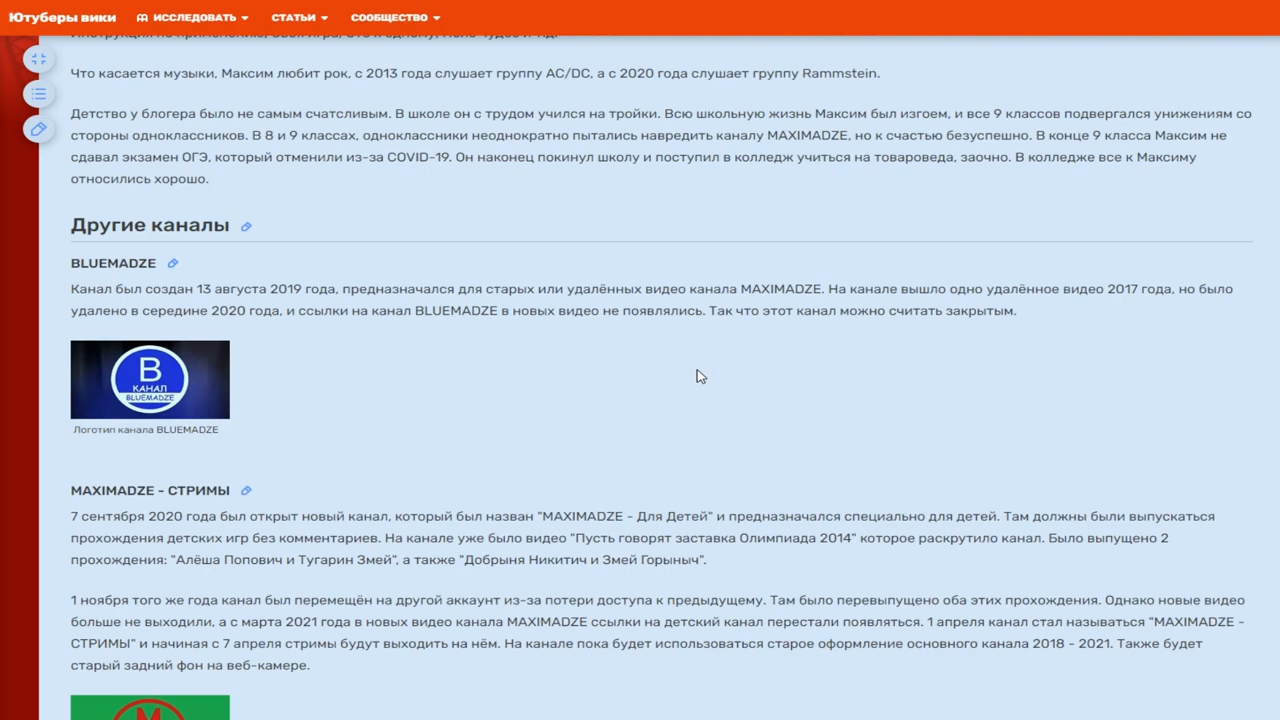 Ютуберы вики
ИССЛЕДОВАТЬ
СТАТЬИ
СООБЩЕСТВО
Что касается музыки, Максим любит рок, с 2013 года слушает группу AC/DC, а с 2020 года слушает группу Rammstein.
Детство у блогера было не самым счастливым. В школе он с трудом учился на тройки. Всю школьную жизнь Максим был изгоем, и все 9 классов подвергался унижениям со
стороны одноклассников. В 8 и 9 классах, одноклассники неоднократно пытались навредить каналу MAXIMADZE, но к счастью безуспешно. В конце 9 класса Максим не
сдавал экзамен ОГЭ, который отменили из-за COVID-19. Он наконец покинул школу и поступил в колледж учиться на товароведа, заочно. В колледже все к Максиму
относились хорошо.
Другие каналы
BLUEMADZE
Канал был создан 13 августа 2019 года, предназначался для старых или удалённых видео канала MAXIMADZE. На канале вышло одно удалённое видео 2017 года, но было
удалено в середине 2020 года, и ссылки на канал BLUEMADZE в новых видео не появлялись. Так что этот канал можно считать закрытым.
B
КАНАЛ
BLUEMADZE
Логотип канала BLUEMADZE
MAXIMADZE - СТРИМЫ
7 сентября 2020 года был открыт новый канал, который был назван "MAXIMADZE - Для Детей" и предназначался специально для детей. Там должны были выпускаться
прохождения детских игр без комментариев. На канале уже было видео "Пусть говорят заставка Олимпиада 2014" которое раскрутило канал. Было выпущено 2
прохождения: "Алёша Попович и Тугарин Змей", а также "Добрыня Никитич и Змей Горыныч".
1 ноября того же года канал был перемещён на другой аккаунт из-за потери доступа к предыдущему. Там было перевыпущено оба этих прохождения. Однако новые видео
больше не выходили, а с марта 2021 года в новых видео канала MAXIMADZE ссылки на детский канал перестали появляться. 1 апреля канал стал называться "MAXIMADZE -
СТРИМЫ" и начиная с 7 апреля стримы будут выходить на нём. На канале пока будет использоваться старое оформление основного канала 2018 - 2021. Также будет
старый задний фон на веб-камере.